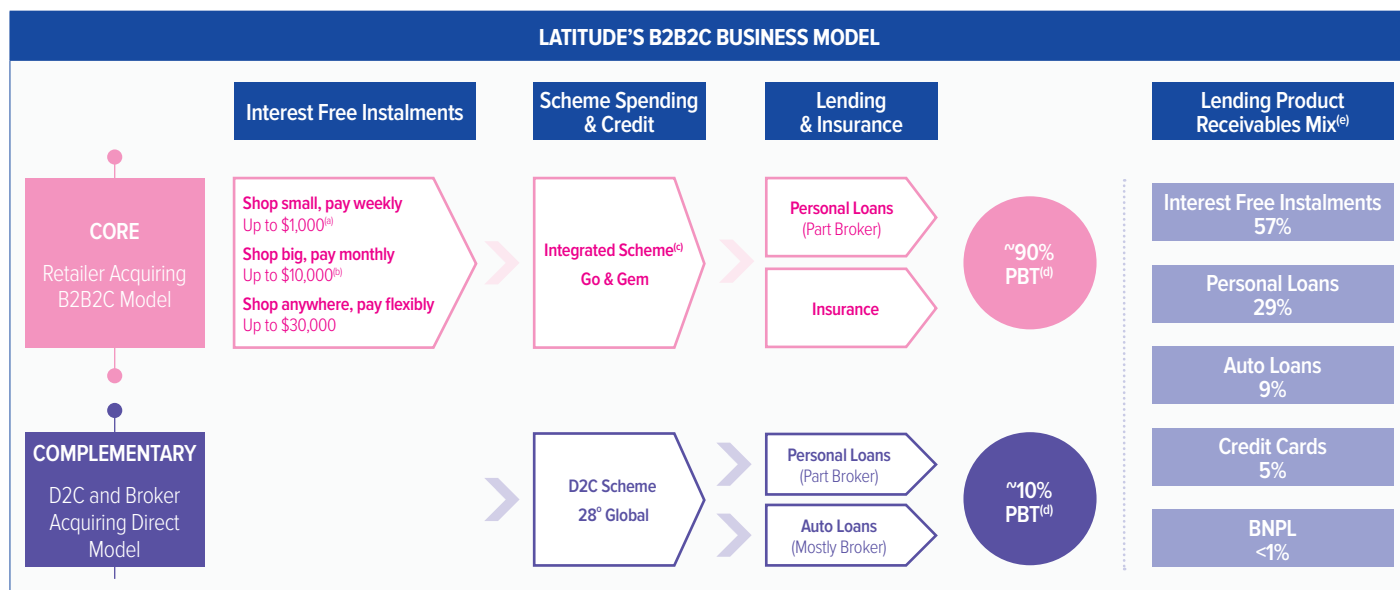 LATITUDE'S B2B2C BUSINESS MODEL
Interest Free Instalments
Scheme Spending
& Credit
Lending
& Insurance
Lending Product
Receivables Mix(e)
CORE
Retailer Acquiring
B2B2C Model
Shop small, pay weekly
Up to $1,000(a)
Shop big, pay monthly
Up to $10,000(b)
Shop anywhere, pay flexibly
Up to $30,000
Integrated Scheme(c)
Go & Gem
Personal Loans
(Part Broker)
Insurance
~90%
PBT(d)
COMPLEMENTARY
D2C and Broker
Acquiring Direct
Model
D2C Scheme
28° Global
Personal Loans
(Part Broker)
Auto Loans
(Mostly Broker)
~10%
PBT(d)
Interest Free Instalments
57%
Personal Loans
29%
Auto Loans
9%
Credit Cards
5%
BNPL
<1%